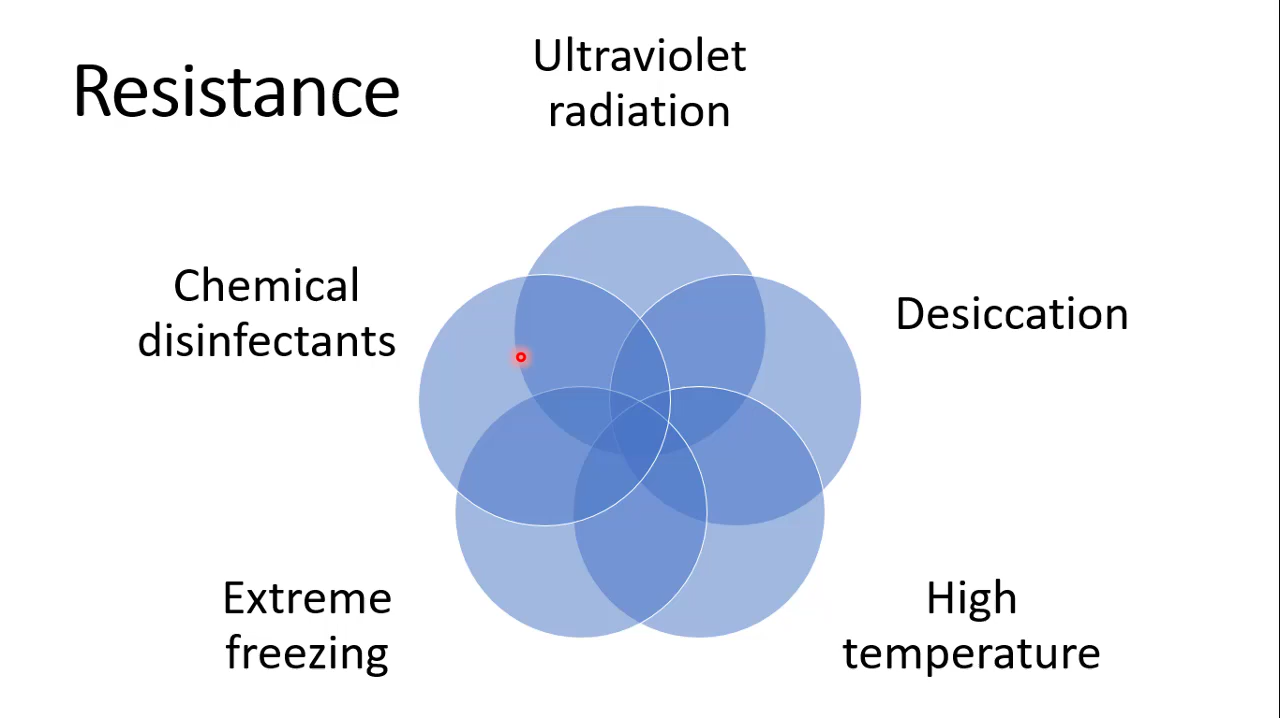 Resistance
Ultraviolet
radiation
Chemical
disinfectants
Desiccation
Extreme
freezing
High
temperature